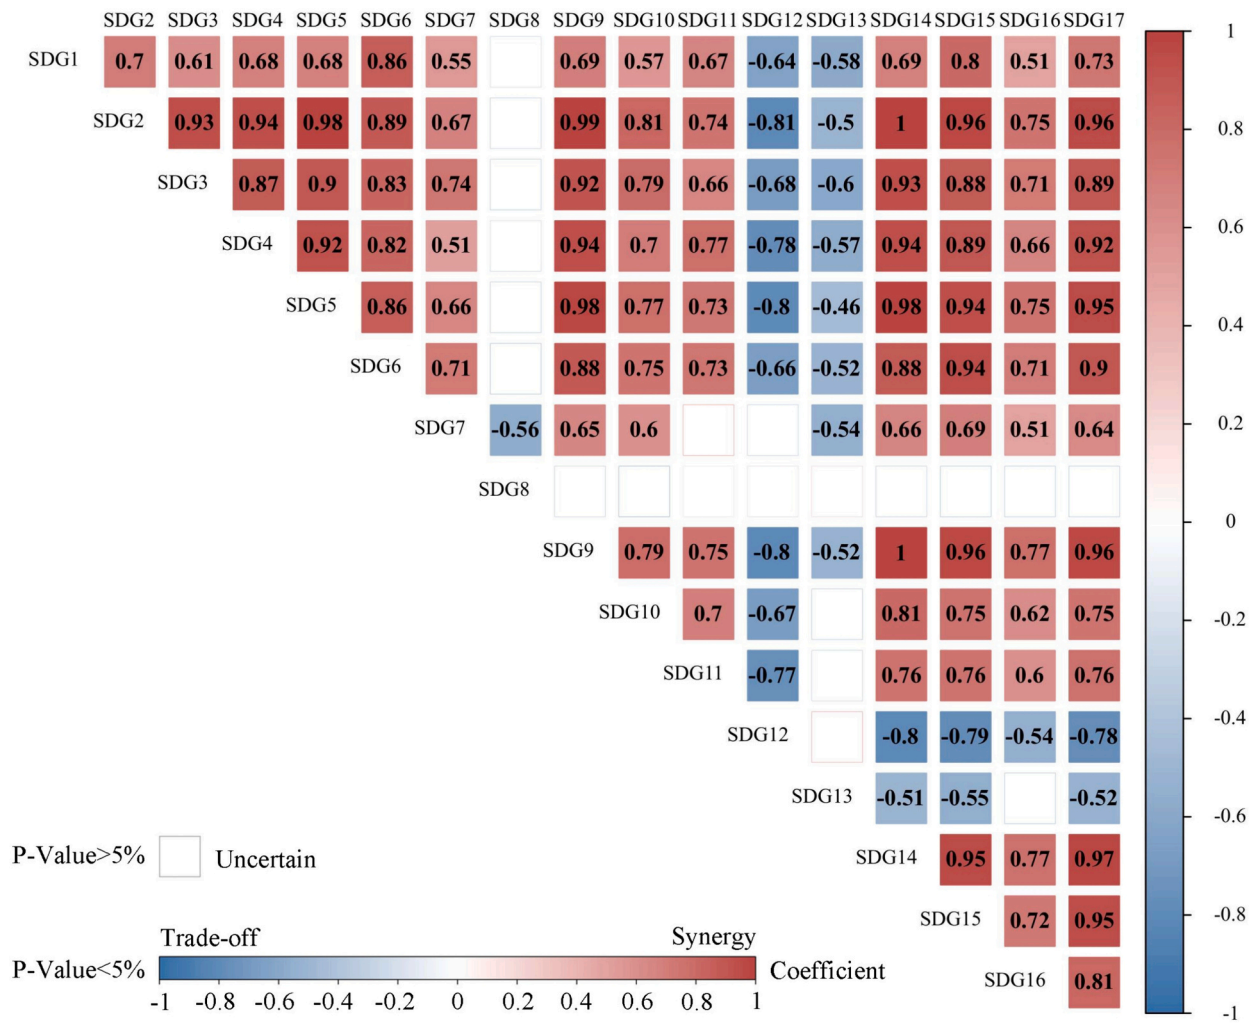 SDG2 SDG3 SDG4 SDG5 SDG6 SDG7 SDG8 SDG9 SDG10 SDG11 SDG12 SDG13 SDG14 SDG15 SDG16 SDG17
SDG1 0.7 0.61 0.68 0.68 0.86 0.55 0.69 0.57 0.67 -0.64 -0.58 0.69 0.8 0.51 0.73
SDG2 0.93 0.94 0.98 0.89 0.67 0.99 0.81 0.74 -0.81 -0.5 1 0.96 0.75 0.96
SDG3 0.87 0.9 0.83 0.74 0.92 0.79 0.66 -0.68 -0.6 0.93 0.88 0.71 0.89
SDG4 0.92 0.82 0.51 0.94 0.7 0.77 -0.78 -0.57 0.94 0.89 0.66 0.92
SDG5 0.86 0.66 0.98 0.77 0.73 -0.8 -0.46 0.98 0.94 0.75 0.95
SDG6 0.71 0.88 0.75 0.73 -0.66 -0.52 0.88 0.94 0.71 0.9
SDG7 -0.56 0.65 0.6 -0.54 0.66 0.69 0.51 0.64
SDG8
SDG9 0.79 0.75 -0.8 -0.52 1 0.96 0.77 0.96
SDG10 0.7 -0.67 0.81 0.75 0.62 0.75
SDG11 -0.77 0.76 0.76 0.6 0.76
SDG12 -0.8 -0.79 -0.54 -0.78
SDG13 -0.51 -0.55 -0.52
SDG14 0.95 0.77 0.97
SDG15 0.72 0.95
SDG16 0.81
1
0.8
0.6
0.4
0.2
0
-0.2
-0.4
-0.6
-0.8
-1
P-Value>5% Uncertain
Trade-off Synergy
P-Value<5% Coefficient
-1 -0.8 -0.6 -0.4 -0.2 0 0.2 0.4 0.6 0.8 1